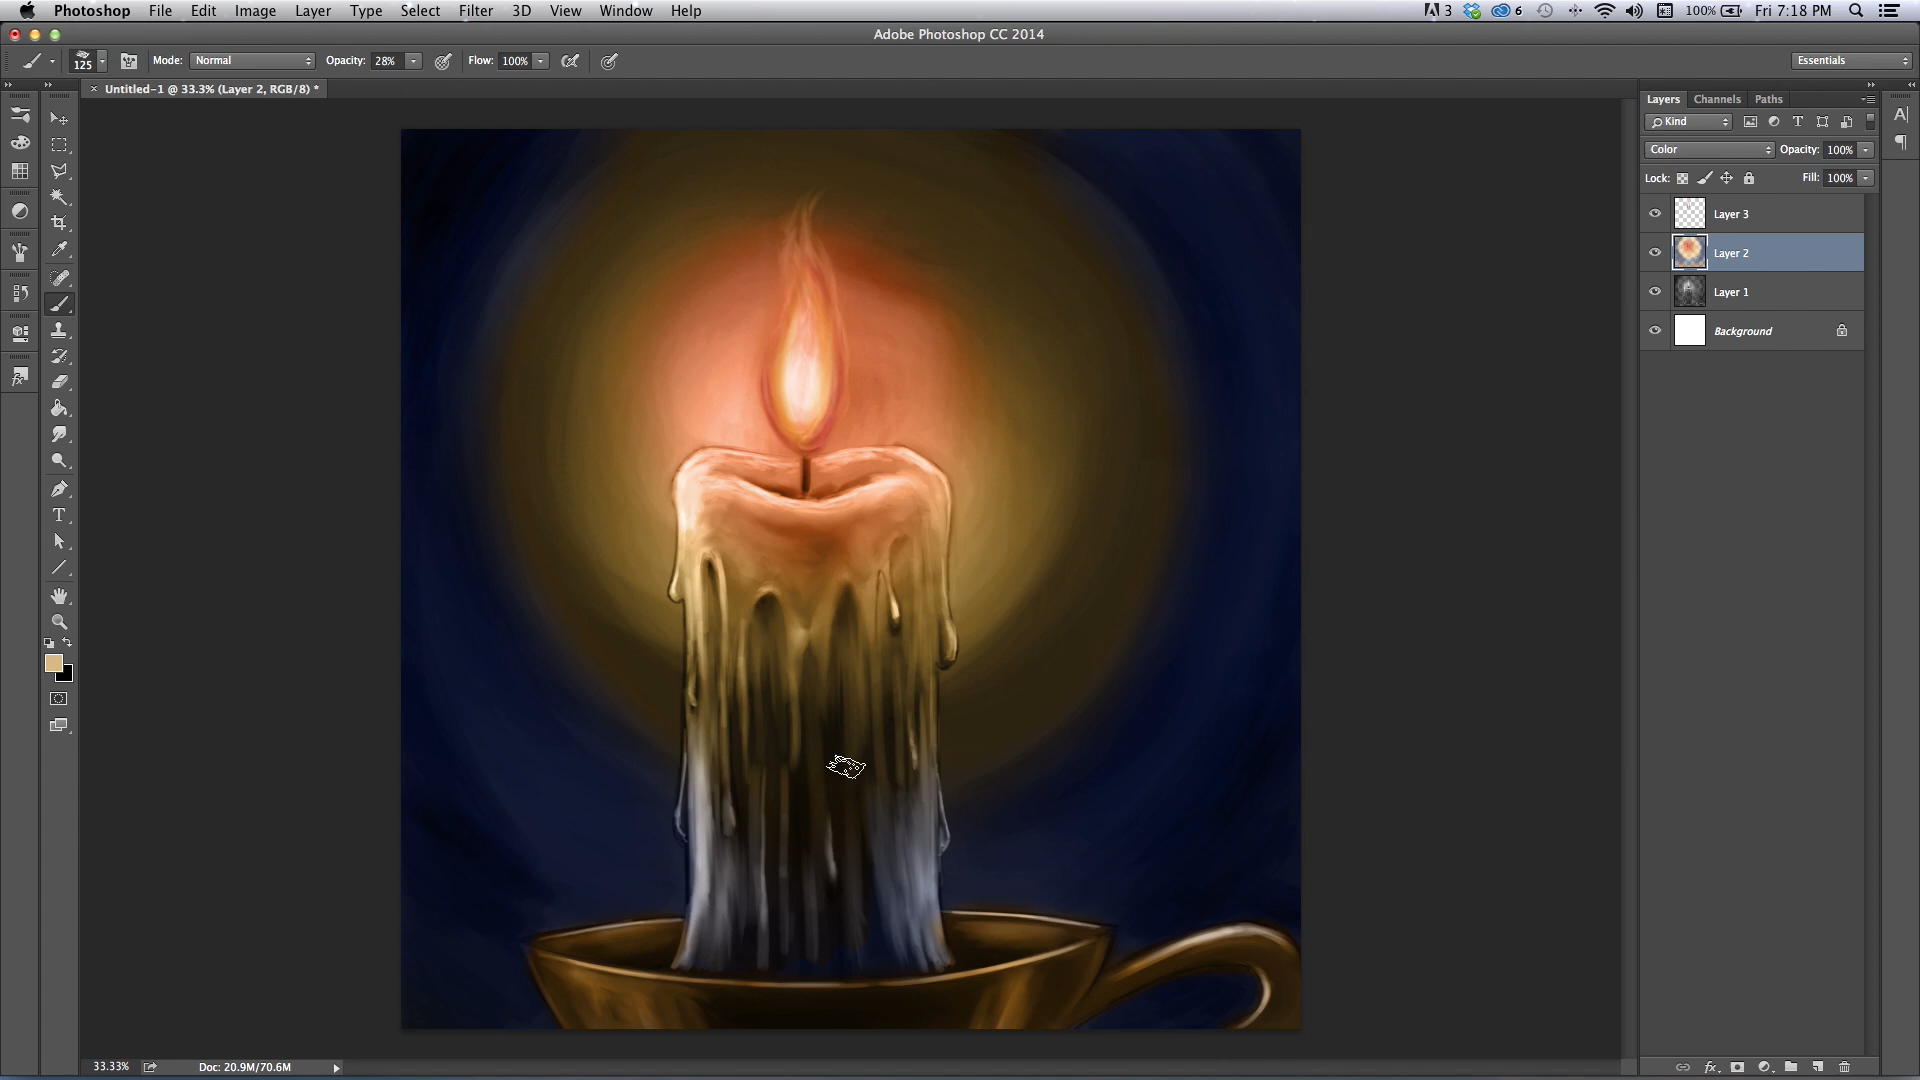 Photoshop File Edit Image Layer Type Select Filter 3D View Window Help 3 6 100% Fri 7:18 PM
Adobe Photoshop CC 2014
125 Mode: Normal Opacity: 28% Flow: 100% Essentials
× Untitled-1 @ 33.3% (Layer 2, RGB/8) *
Layers Channels Paths
Kind
Color Opacity: 100%
Lock: Fill: 100%
Layer 3
Layer 2
Layer 1
Background
33.33% Doc: 20.9M/70.6M
fx